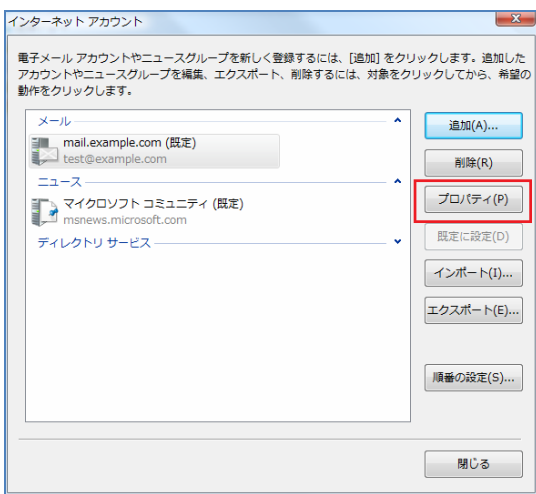 インターネット アカウント
電子メール アカウントやニュースグループを新しく登録するには、[追加] をクリックします。追加した
アカウントやニュースグループを編集、エクスポート、削除するには、対象をクリックしてから、希望の
動作をクリックします。
メール
mail.example.com (既定)
test@example.com
ニュース
マイクロソフト コミュニティ (既定)
msnews.microsoft.com
ディレクトリ サービス
追加(A)...
削除(R)
プロパティ(P)
既定に設定(D)
インポート(I)...
エクスポート(E)...
順番の設定(S)...
閉じる